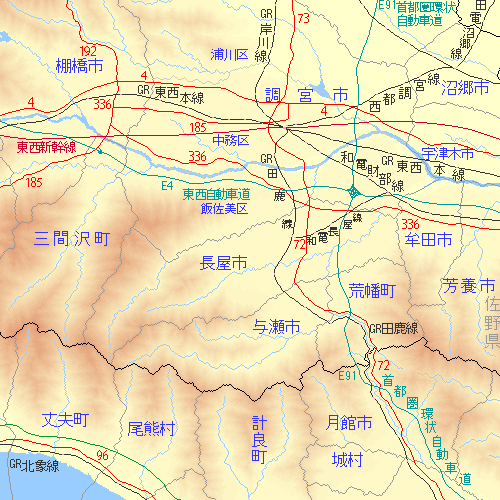 E91
首都圏環状
自動車道
73
GR岸川線
田電沼郷線
192
浦川区
棚橋市
4
調宮市
西都調宮線
沼郷市
4
336
GR東西本線
4
185
中務区
東西新幹線
336
GR田鹿線
和電財部線
宇津木市
GR東西本線
185
E4
東西自動車道
飯佐美区
336
三間沢町
72
和電長屋線
牟田市
長屋市
荒幡町
芳養市
佐野県
与瀬市
GR田鹿線
72
E91
首都圏環状自動車道
丈夫町
尾熊村
計良町
月館市
96
城村
GR北象線